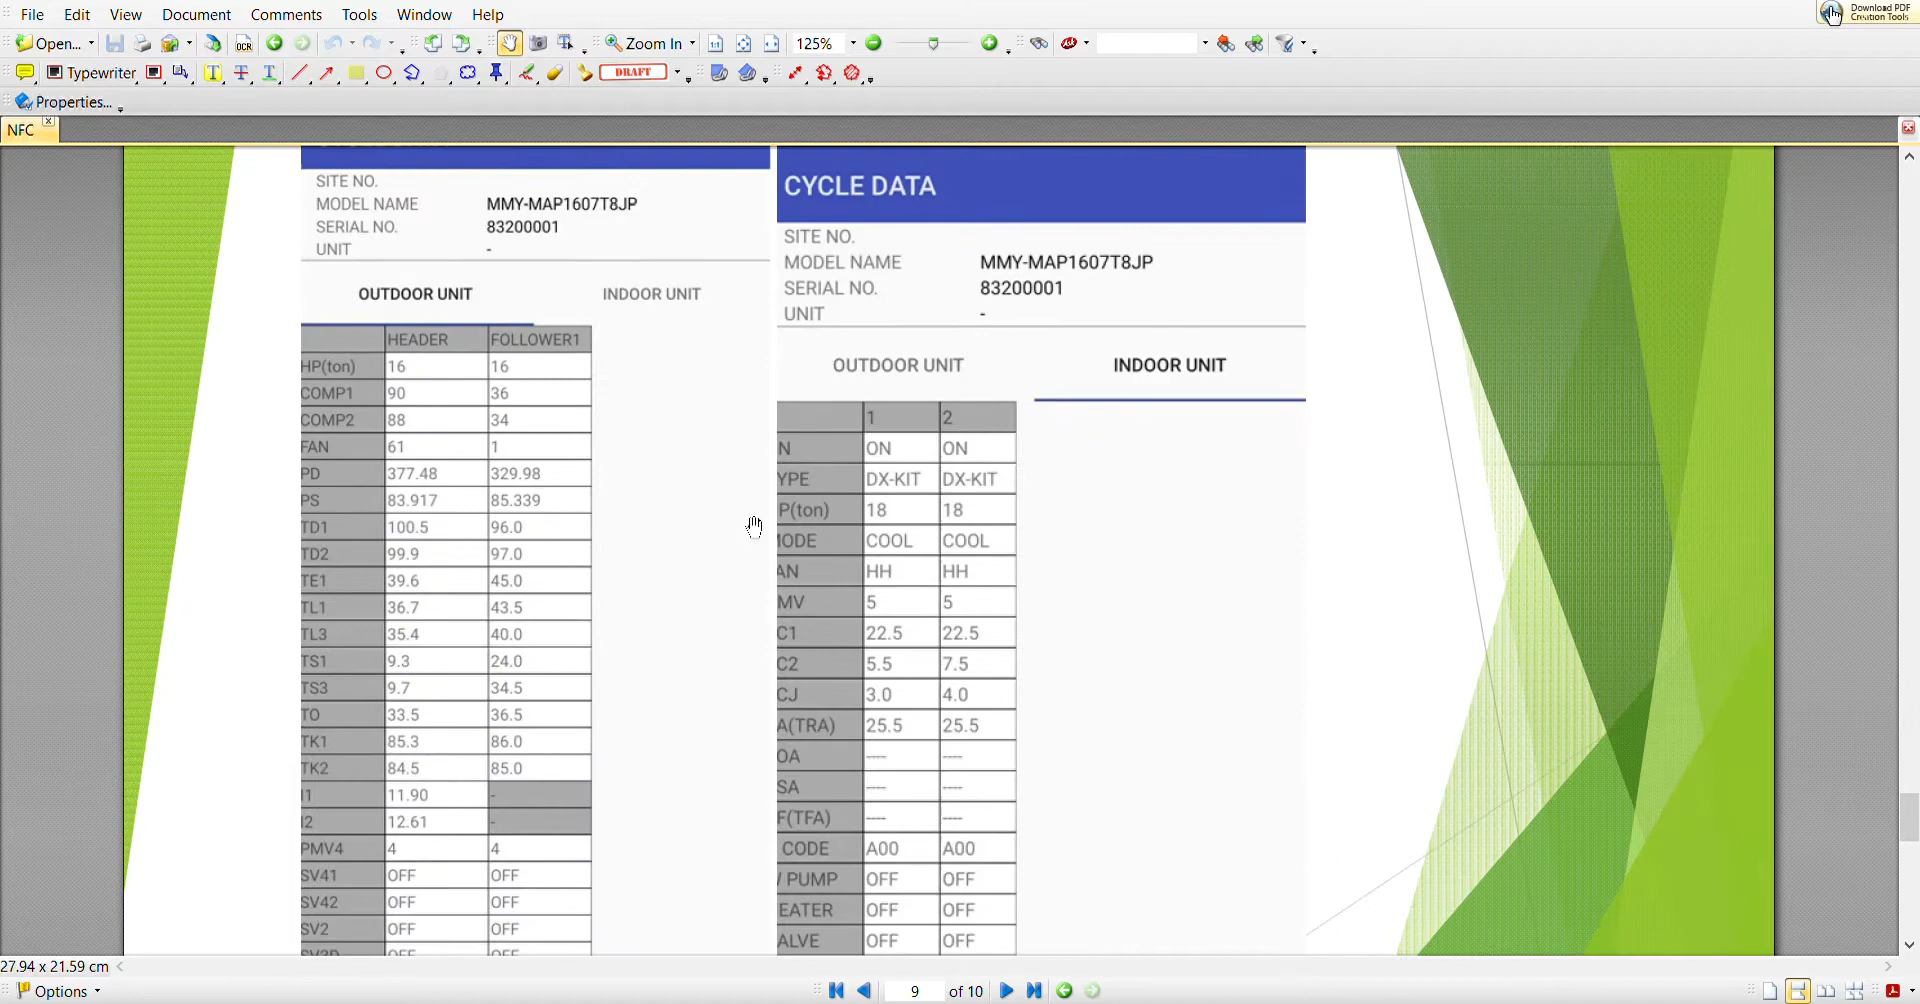 File Edit View Document Comments Tools Window Help
Download PDF
Creation Tools
Open... OCR Zoom In 125%
Typewriter DRAFT
Properties...
NFC
SITE NO.
MODEL NAME MMY-MAP1607T8JP
SERIAL NO. 83200001
UNIT -
OUTDOOR UNIT INDOOR UNIT
HEADER FOLLOWER1
HP(ton) 16 16
COMP1 90 36
COMP2 88 34
FAN 61 1
PD 377.48 329.98
PS 83.917 85.339
TD1 100.5 96.0
TD2 99.9 97.0
TE1 39.6 45.0
TL1 36.7 43.5
TL3 35.4 40.0
TS1 9.3 24.0
TS3 9.7 34.5
TO 33.5 36.5
TK1 85.3 86.0
TK2 84.5 85.0
I1 11.90 -
I2 12.61 -
PMV4 4 4
SV41 OFF OFF
SV42 OFF OFF
SV2 OFF OFF
CYCLE DATA
SITE NO.
MODEL NAME MMY-MAP1607T8JP
SERIAL NO. 83200001
UNIT -
OUTDOOR UNIT INDOOR UNIT
1 2
N ON ON
YPE DX-KIT DX-KIT
P(ton) 18 18
ODE COOL COOL
AN HH HH
MV 5 5
C1 22.5 22.5
C2 5.5 7.5
CJ 3.0 4.0
A(TRA) 25.5 25.5
OA ---- ----
SA ---- ----
F(TFA) ---- ----
CODE A00 A00
PUMP OFF OFF
EATER OFF OFF
ALVE OFF OFF
27.94 x 21.59 cm
Options 9 of 10